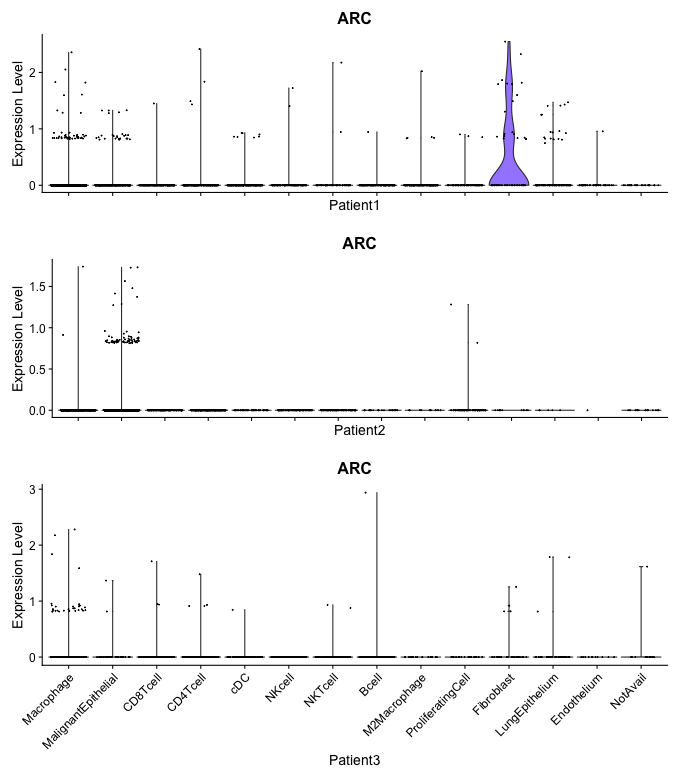 ARC
Expression Level
2
1
0
Patient1
ARC
Expression Level
1.5
1.0
0.5
0.0
Patient2
ARC
Expression Level
3
2
1
0
Macrophage
MalignantEpithelial
CD8Tcell
CD4Tcell
cDC
NKcell
NKTcell
Bcell
M2Macrophage
ProliferatingCell
Fibroblast
LungEpithelium
Endothelium
NotAvail
Patient3